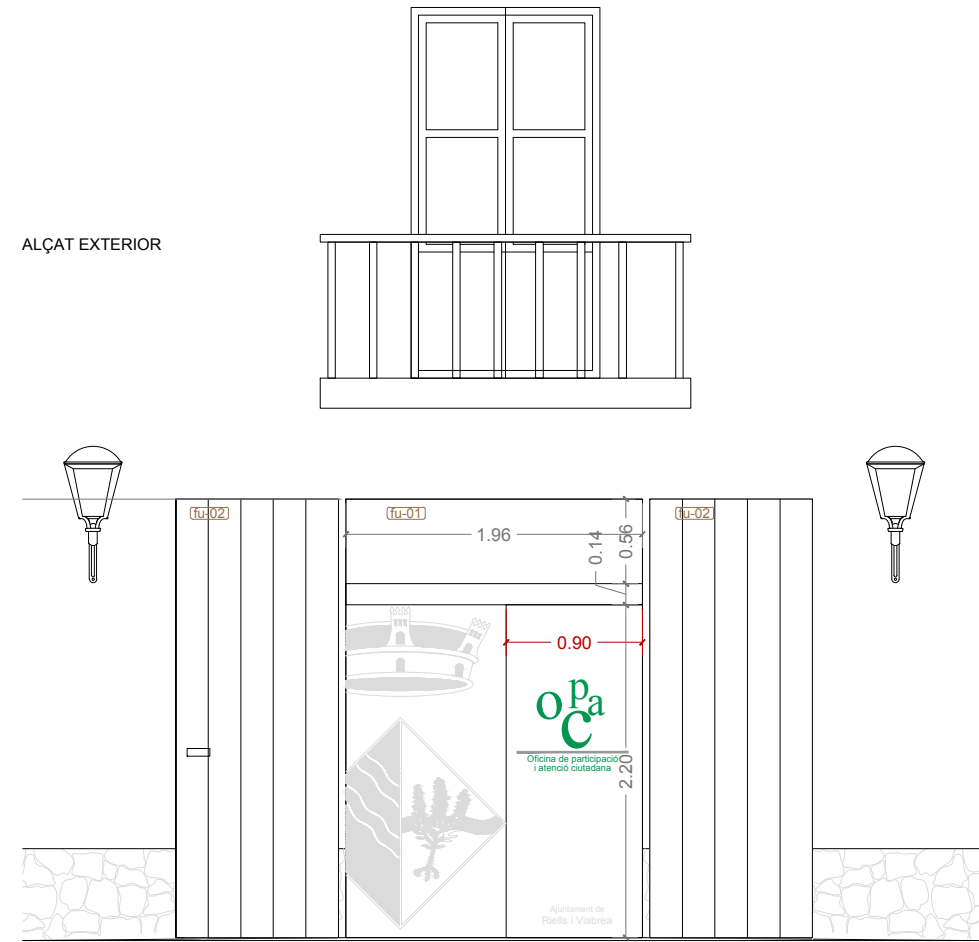 ALÇAT EXTERIOR
fu-02
fu-01
fu-02
1.96
0.14
0.56
0.90
opac
Oficina de participació
i atenció ciutadana
2.20
Ajuntament de
Riells i Viabrea